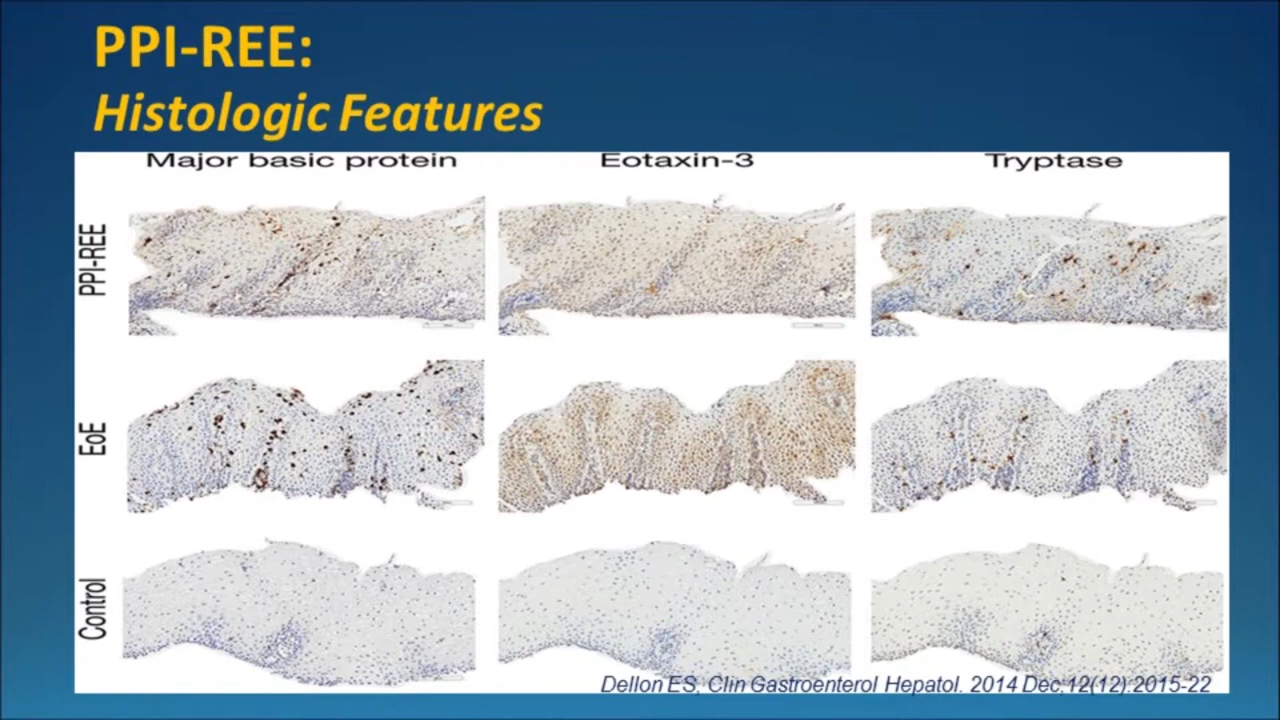 PPI-REE:
Histologic Features
Major basic protein Eotaxin-3 Tryptase
PPI-REE
EoE
Control
Dellon ES, Clin Gastroenterol Hepatol. 2014 Dec;12(12):2015-22